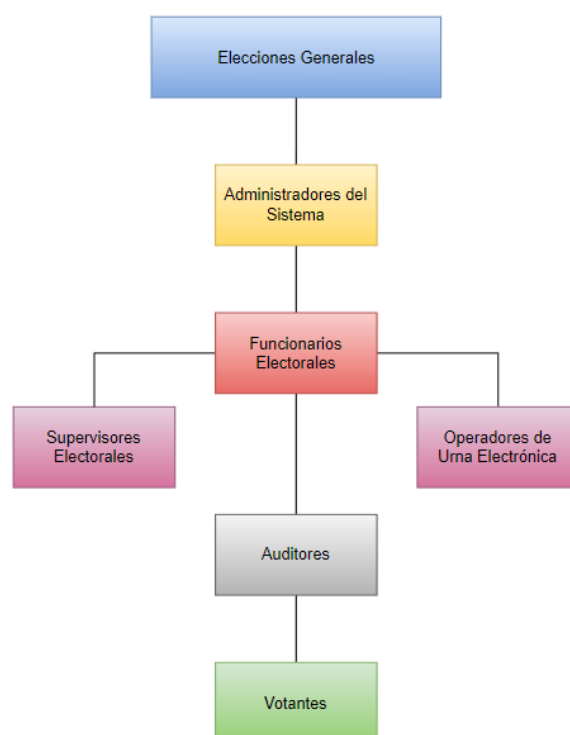 Elecciones Generales
Administradores del
Sistema
Funcionarios
Electorales
Supervisores
Electorales
Operadores de
Urna Electrónica
Auditores
Votantes